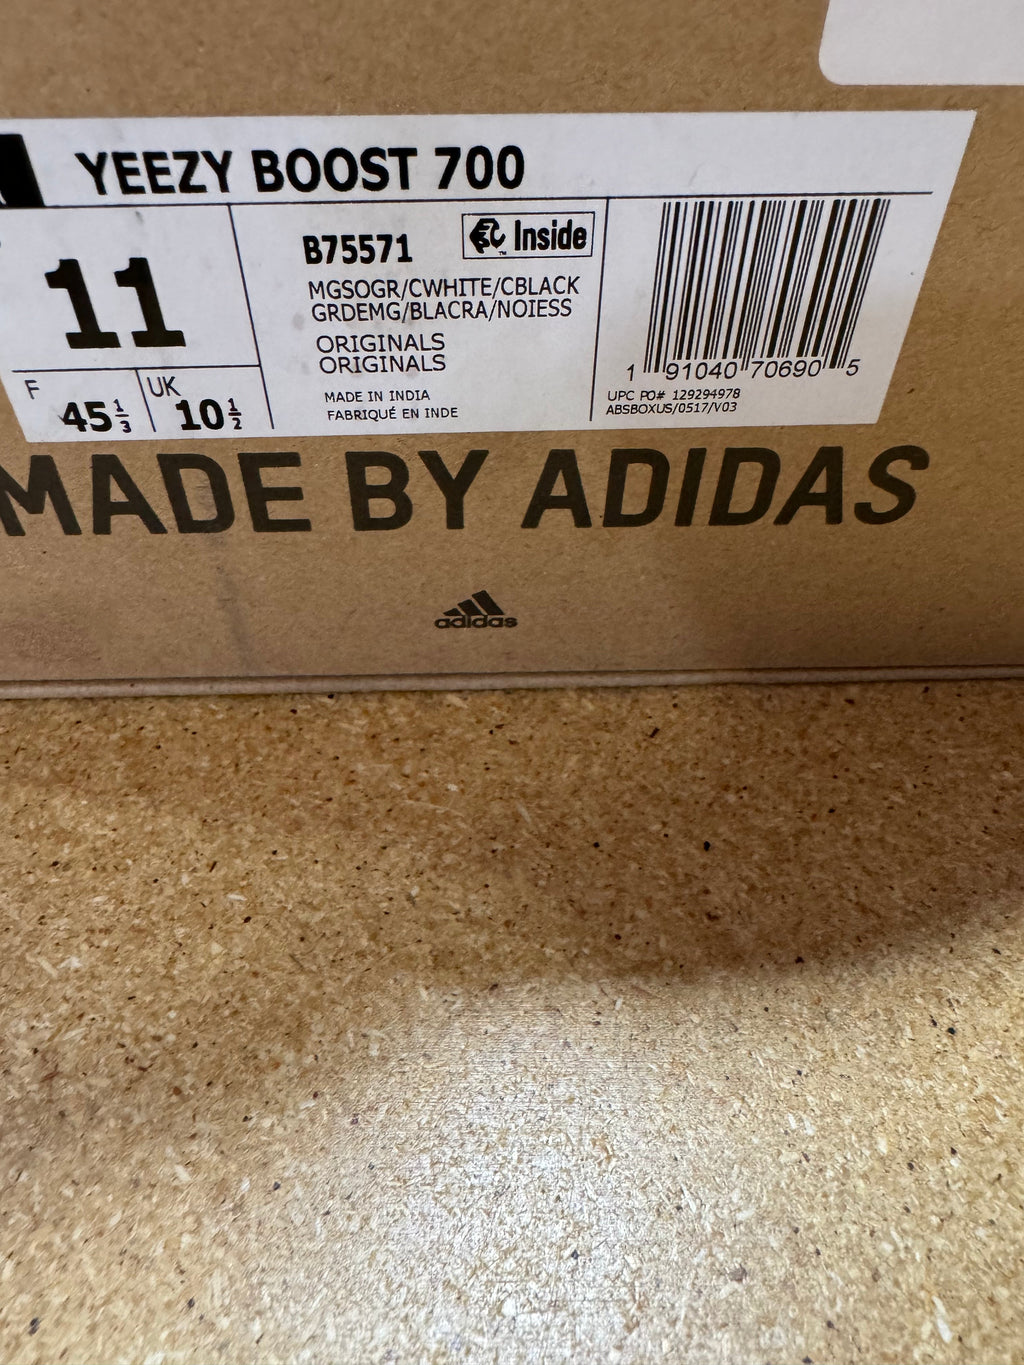 YEEZY BOOST 700
11
F 45 1/3
UK 10 1/2
B75571
Inside
™
MGSOGR/CWHITE/CBLACK
GRDEMG/BLACRA/NOIESS
ORIGINALS
ORIGINALS
MADE IN INDIA
FABRIQUÉ EN INDE
1 91040 70690 5
UPC PO# 129294978
ABSBOXUS/0517/V03
MADE BY ADIDAS
adidas